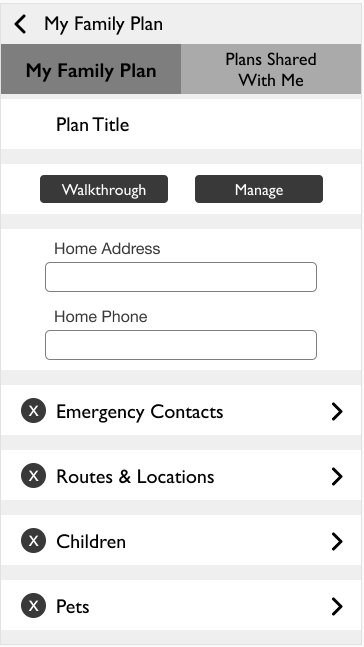 My Family Plan
My Family Plan
Plans Shared
With Me
Plan Title
Walkthrough
Manage
Home Address
Home Phone
X Emergency Contacts
X Routes & Locations
X Children
X Pets